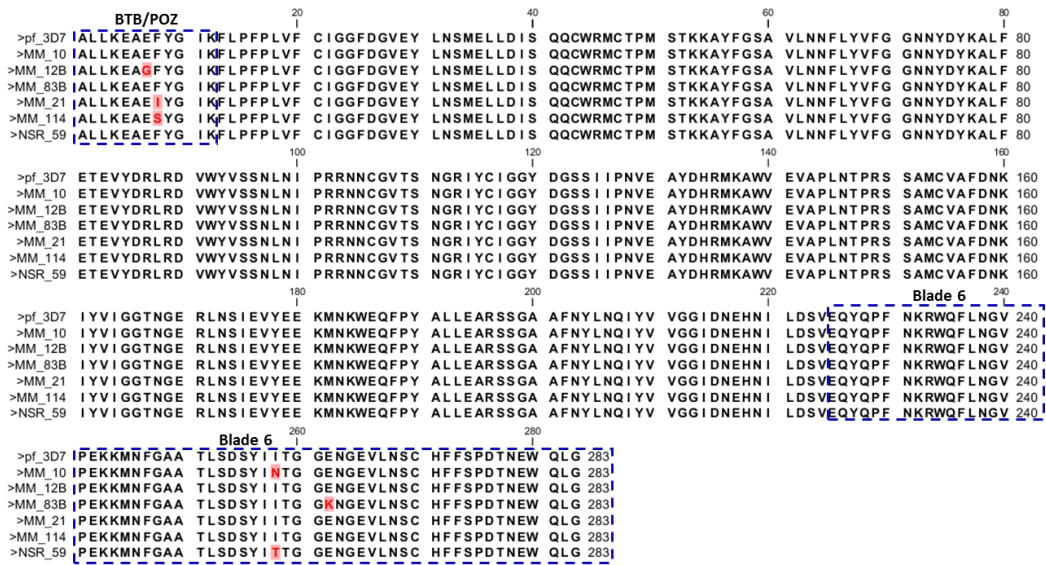 BTB/POZ
20 40 60 80
>pf_3D7 ALLKEAEFYG IKFLPFPLVF CIGGFDGVEY LNSMELLDIS QQCWRMCTPM STKKAYFGSA VLNNFLYVFG GNNYDYKALF 80
>MM_10 ALLKEAEFYG IKFLPFPLVF CIGGFDGVEY LNSMELLDIS QQCWRMCTPM STKKAYFGSA VLNNFLYVFG GNNYDYKALF 80
>MM_12B ALLKEAGFYG IKFLPFPLVF CIGGFDGVEY LNSMELLDIS QQCWRMCTPM STKKAYFGSA VLNNFLYVFG GNNYDYKALF 80
>MM_83B ALLKEAEFYG IKFLPFPLVF CIGGFDGVEY LNSMELLDIS QQCWRMCTPM STKKAYFGSA VLNNFLYVFG GNNYDYKALF 80
>MM_21 ALLKEAEIYG IKFLPFPLVF CIGGFDGVEY LNSMELLDIS QQCWRMCTPM STKKAYFGSA VLNNFLYVFG GNNYDYKALF 80
>MM_114 ALLKEAESYG IKFLPFPLVF CIGGFDGVEY LNSMELLDIS QQCWRMCTPM STKKAYFGSA VLNNFLYVFG GNNYDYKALF 80
>NSR_59 ALLKEAEFYG IKFLPFPLVF CIGGFDGVEY LNSMELLDIS QQCWRMCTPM STKKAYFGSA VLNNFLYVFG GNNYDYKALF 80
100 120 140 160
>pf_3D7 ETEVYDRLRD VWYVSSNLNI PRRNNCGVTS NGRIYCIGGY DGSSIIPNVE AYDHRMKAWV EVAPLNTPRS SAMCVAFDNK 160
>MM_10 ETEVYDRLRD VWYVSSNLNI PRRNNCGVTS NGRIYCIGGY DGSSIIPNVE AYDHRMKAWV EVAPLNTPRS SAMCVAFDNK 160
>MM_12B ETEVYDRLRD VWYVSSNLNI PRRNNCGVTS NGRIYCIGGY DGSSIIPNVE AYDHRMKAWV EVAPLNTPRS SAMCVAFDNK 160
>MM_83B ETEVYDRLRD VWYVSSNLNI PRRNNCGVTS NGRIYCIGGY DGSSIIPNVE AYDHRMKAWV EVAPLNTPRS SAMCVAFDNK 160
>MM_21 ETEVYDRLRD VWYVSSNLNI PRRNNCGVTS NGRIYCIGGY DGSSIIPNVE AYDHRMKAWV EVAPLNTPRS SAMCVAFDNK 160
>MM_114 ETEVYDRLRD VWYVSSNLNI PRRNNCGVTS NGRIYCIGGY DGSSIIPNVE AYDHRMKAWV EVAPLNTPRS SAMCVAFDNK 160
>NSR_59 ETEVYDRLRD VWYVSSNLNI PRRNNCGVTS NGRIYCIGGY DGSSIIPNVE AYDHRMKAWV EVAPLNTPRS SAMCVAFDNK 160
Blade 6
180 200 220 240
>pf_3D7 IYVIGGTNGE RLNSIEVYEE KMNKWEQFPY ALLEARSSGA AFNYLNQIYV VGGIDNEHNI LDSVEQYQPF NKRWQFLNGV 240
>MM_10 IYVIGGTNGE RLNSIEVYEE KMNKWEQFPY ALLEARSSGA AFNYLNQIYV VGGIDNEHNI LDSVEQYQPF NKRWQFLNGV 240
>MM_12B IYVIGGTNGE RLNSIEVYEE KMNKWEQFPY ALLEARSSGA AFNYLNQIYV VGGIDNEHNI LDSVEQYQPF NKRWQFLNGV 240
>MM_83B IYVIGGTNGE RLNSIEVYEE KMNKWEQFPY ALLEARSSGA AFNYLNQIYV VGGIDNEHNI LDSVEQYQPF NKRWQFLNGV 240
>MM_21 IYVIGGTNGE RLNSIEVYEE KMNKWEQFPY ALLEARSSGA AFNYLNQIYV VGGIDNEHNI LDSVEQYQPF NKRWQFLNGV 240
>MM_114 IYVIGGTNGE RLNSIEVYEE KMNKWEQFPY ALLEARSSGA AFNYLNQIYV VGGIDNEHNI LDSVEQYQPF NKRWQFLNGV 240
>NSR_59 IYVIGGTNGE RLNSIEVYEE KMNKWEQFPY ALLEARSSGA AFNYLNQIYV VGGIDNEHNI LDSVEQYQPF NKRWQFLNGV 240
Blade 6
260 280
>pf_3D7 PEKKMNFGAA TLSDSYIITG GENGEVLNSC HFFSPDTNEW QLG 283
>MM_10 PEKKMNFGAA TLSDSYINTG GENGEVLNSC HFFSPDTNEW QLG 283
>MM_12B PEKKMNFGAA TLSDSYIITG GENGEVLNSC HFFSPDTNEW QLG 283
>MM_83B PEKKMNFGAA TLSDSYIITG GKNGEVLNSC HFFSPDTNEW QLG 283
>MM_21 PEKKMNFGAA TLSDSYIITG GENGEVLNSC HFFSPDTNEW QLG 283
>MM_114 PEKKMNFGAA TLSDSYIITG GENGEVLNSC HFFSPDTNEW QLG 283
>NSR_59 PEKKMNFGAA TLSDSYITTG GENGEVLNSC HFFSPDTNEW QLG 283